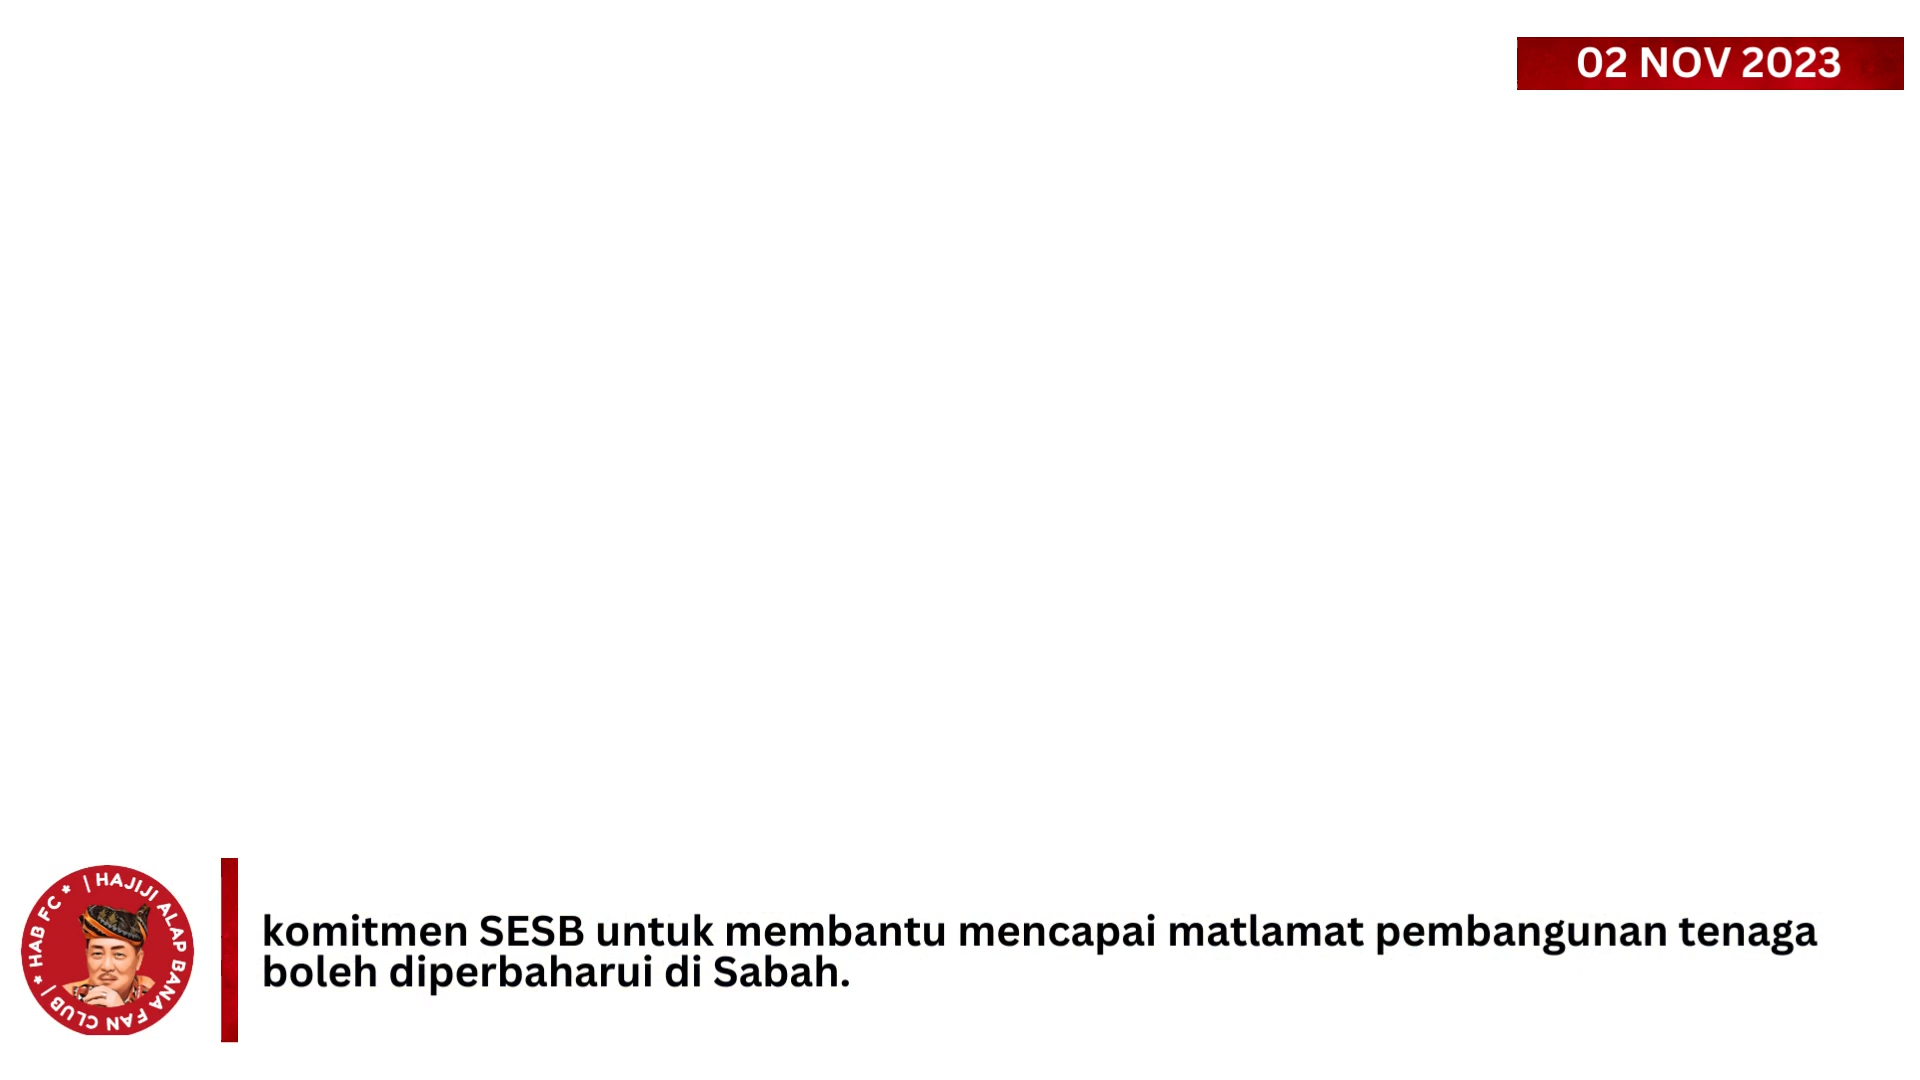 02 NOV 2023
komitmen SESB untuk membantu mencapai matlamat pembangunan tenaga
boleh diperbaharui di Sabah.
* HAB FC * | HAJIJI ALAP BANA FAN CLUB |